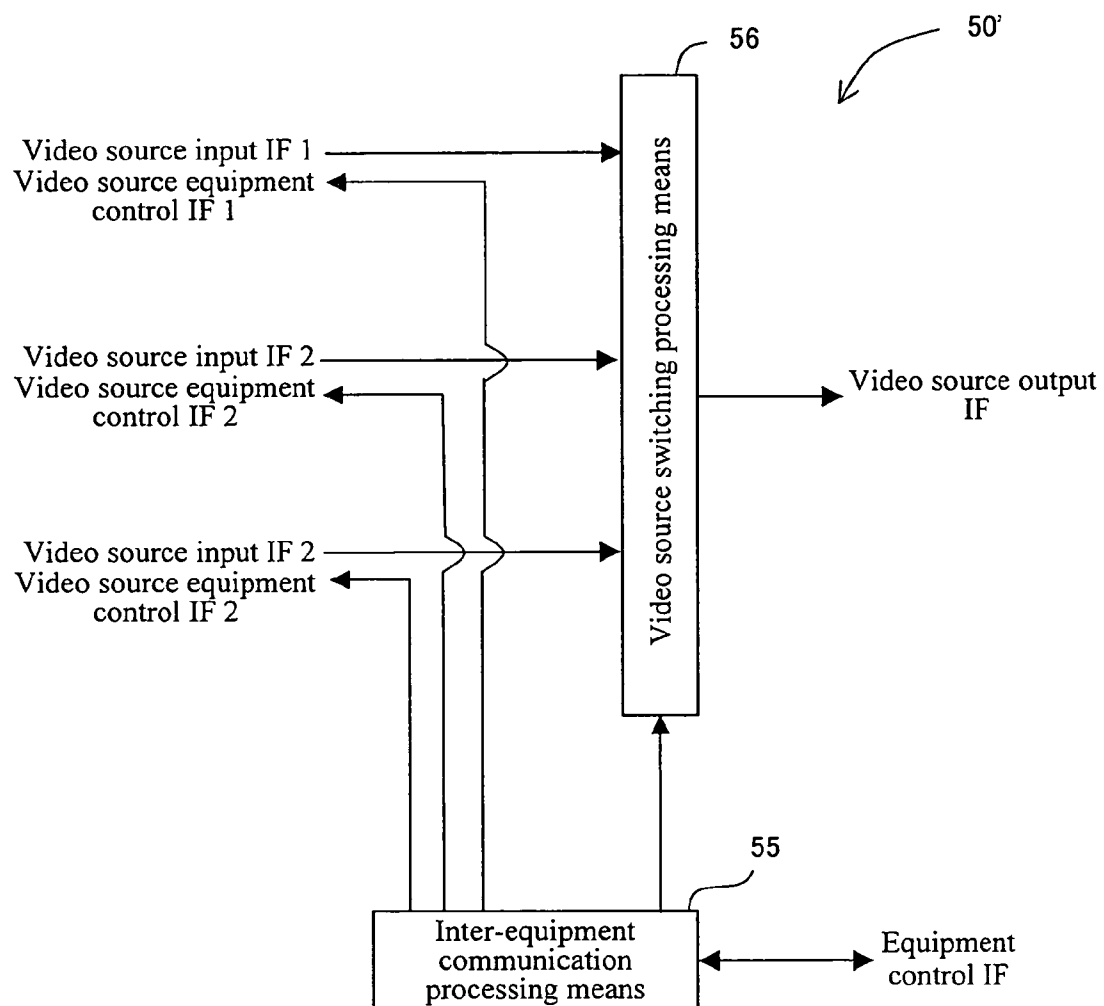 50’
56
Video source input IF 1
Video source equipment
control IF 1
Video source switching processing means
Video source input IF 2
Video source equipment
control IF 2
Video source output
IF
Video source input IF 2
Video source equipment
control IF 2
55
Inter-equipment
communication
processing means
Equipment
control IF